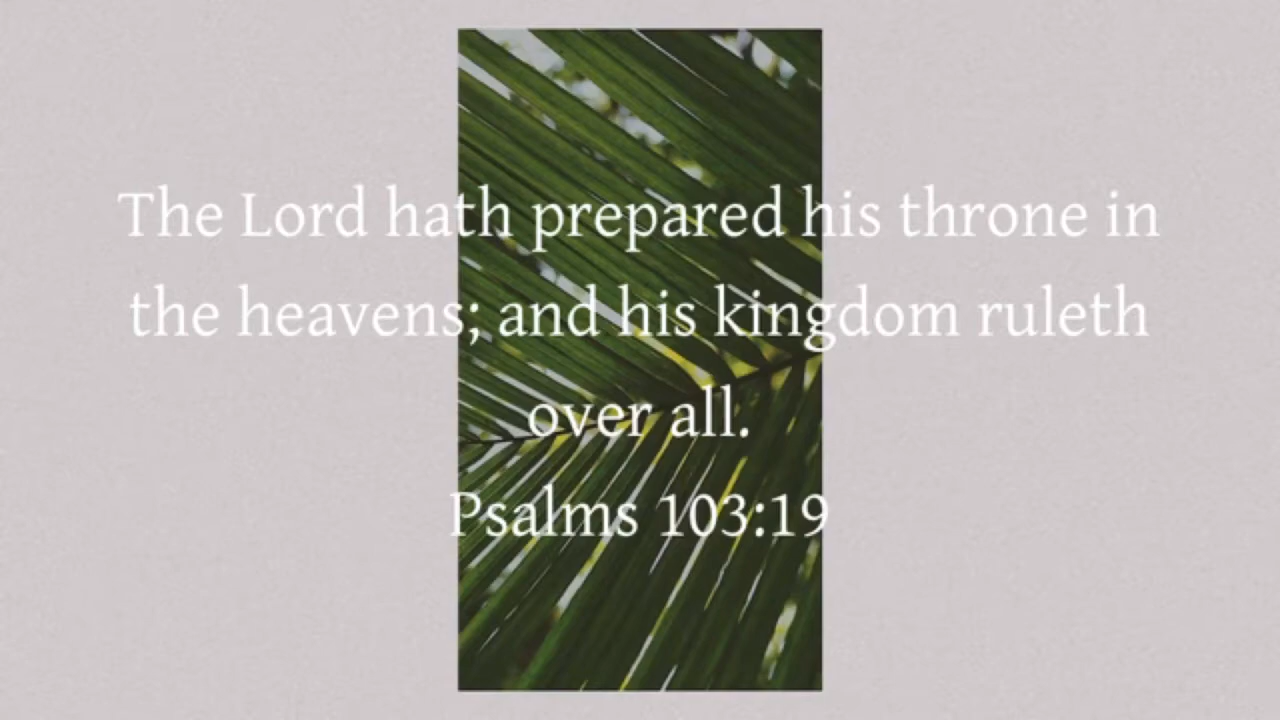 The Lord hath prepared his throne in
the heavens; and his kingdom ruleth
over all.
Psalms 103:19